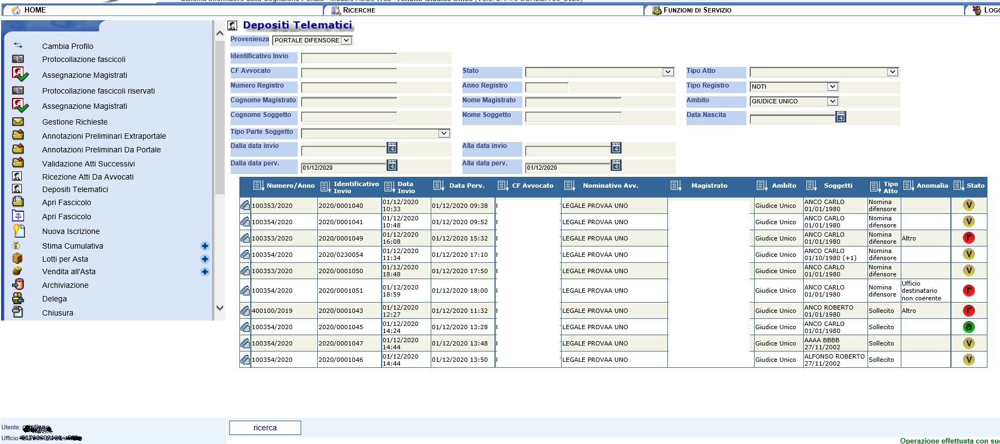 HOME
RICERCHE
FUNZIONI DI SERVIZIO
Cambia Profilo
Protocollazione fascicoli
Assegnazione Magistrati
Protocollazione fascicoli riservati
Assegnazione Magistrati
Gestione Richieste
Annotazioni Preliminari Extraportale
Annotazioni Preliminari Da Portale
Validazione Atti Successivi
Ricezione Atti Da Avvocati
Depositi Telematici
Apri Fascicolo
Apri Fascicolo
Nuova Iscrizione
Stima Cumulativa
Lotti per Asta
Vendita all'Asta
Archiviazione
Delega
Chiusura
Depositi Telematici
Provenienza PORTALE DIFENSORE
Identificativo Invio
CF Avvocato Stato Tipo Atto
Numero Registro Anno Registro Tipo Registro NOTI
Cognome Magistrato Nome Magistrato Ambito GIUDICE UNICO
Cognome Soggetto Nome Soggetto Data Nascita
Tipo Parte Soggetto
Dalla data invio Alla data invio
Dalla data perv. 01/12/2020 Alla data perv. 01/12/2020
Numero/Anno Identificativo Invio Data Invio Data Perv. CF Avvocato Nominativo Avv. Magistrato Ambito Soggetti Tipo Atto Anomalia Stato
100353/2020 2020/0001040 01/12/2020 10:33 01/12/2020 09:38 LEGALE PROVAA UNO Giudice Unico ANCO CARLO 01/01/1980 Nomina difensore V
100354/2020 2020/0001041 01/12/2020 10:48 01/12/2020 09:52 LEGALE PROVAA UNO Giudice Unico ANCO CARLO 01/01/1980 Nomina difensore V
100353/2020 2020/0001049 01/12/2020 16:08 01/12/2020 15:32 LEGALE PROVAA UNO Giudice Unico ANCO CARLO 01/01/1980 Nomina difensore Altro r
100354/2020 2020/0230054 01/12/2020 11:34 01/12/2020 17:10 LEGALE PROVAA UNO Giudice Unico ANCO CARLO 01/10/1980 (+1) Nomina difensore V
100353/2020 2020/0001050 01/12/2020 18:48 01/12/2020 17:50 LEGALE PROVAA UNO Giudice Unico ANCO CARLO 01/01/1980 Nomina difensore V
100354/2020 2020/0001051 01/12/2020 18:59 01/12/2020 18:00 LEGALE PROVAA UNO Giudice Unico ANCO CARLO 01/01/1980 Nomina difensore Ufficio destinatario non coerente r
400100/2019 2020/0001043 01/12/2020 12:27 01/12/2020 11:32 LEGALE PROVAA UNO Giudice Unico ANCO ROBERTO 01/01/1980 Sollecito Altro r
100354/2020 2020/0001045 01/12/2020 14:24 01/12/2020 13:28 LEGALE PROVAA UNO Giudice Unico ANCO CARLO 01/01/1980 Sollecito a
100354/2020 2020/0001047 01/12/2020 14:44 01/12/2020 13:48 LEGALE PROVAA UNO Giudice Unico AAAA BBBB 27/11/2002 Sollecito V
100354/2020 2020/0001046 01/12/2020 14:44 01/12/2020 13:50 LEGALE PROVAA UNO Giudice Unico ALFONSO ROBERTO 27/11/2002 Sollecito V
Utente:
Ufficio:
ricerca
Operazione effettuata con